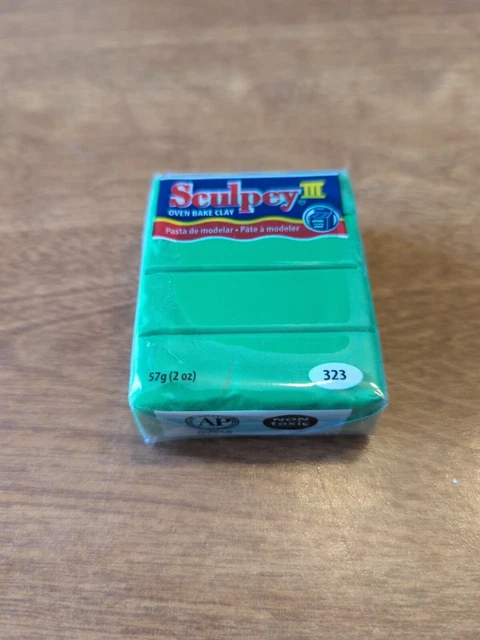 Sculpey® III
OVEN BAKE CLAY
Pasta de modelar • Pâte à modeler
57g (2 oz)
323
AP
NON
toxic